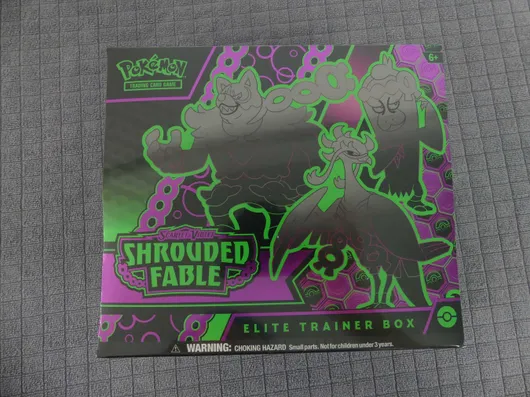 POKÉMON
TRADING CARD GAME
6+
SCARLET & VIOLET
SHROUDED
FABLE
ELITE TRAINER BOX
WARNING: CHOKING HAZARD Small parts. Not for children under 3 years.